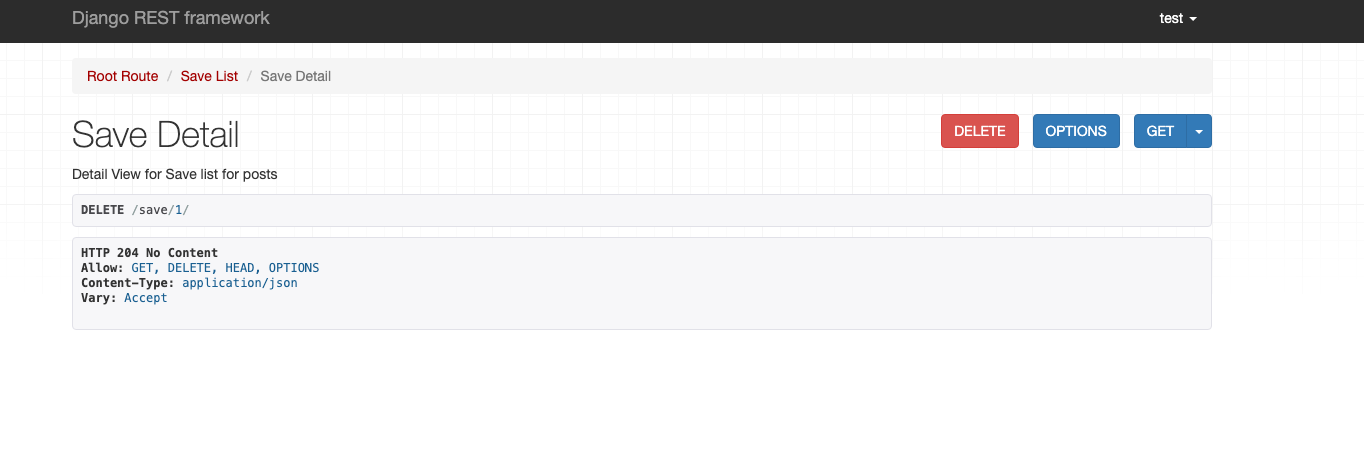 Django REST framework
test
Root Route / Save List / Save Detail
Save Detail
DELETE
OPTIONS
GET
Detail View for Save list for posts
DELETE /save/1/
HTTP 204 No Content
Allow: GET, DELETE, HEAD, OPTIONS
Content-Type: application/json
Vary: Accept